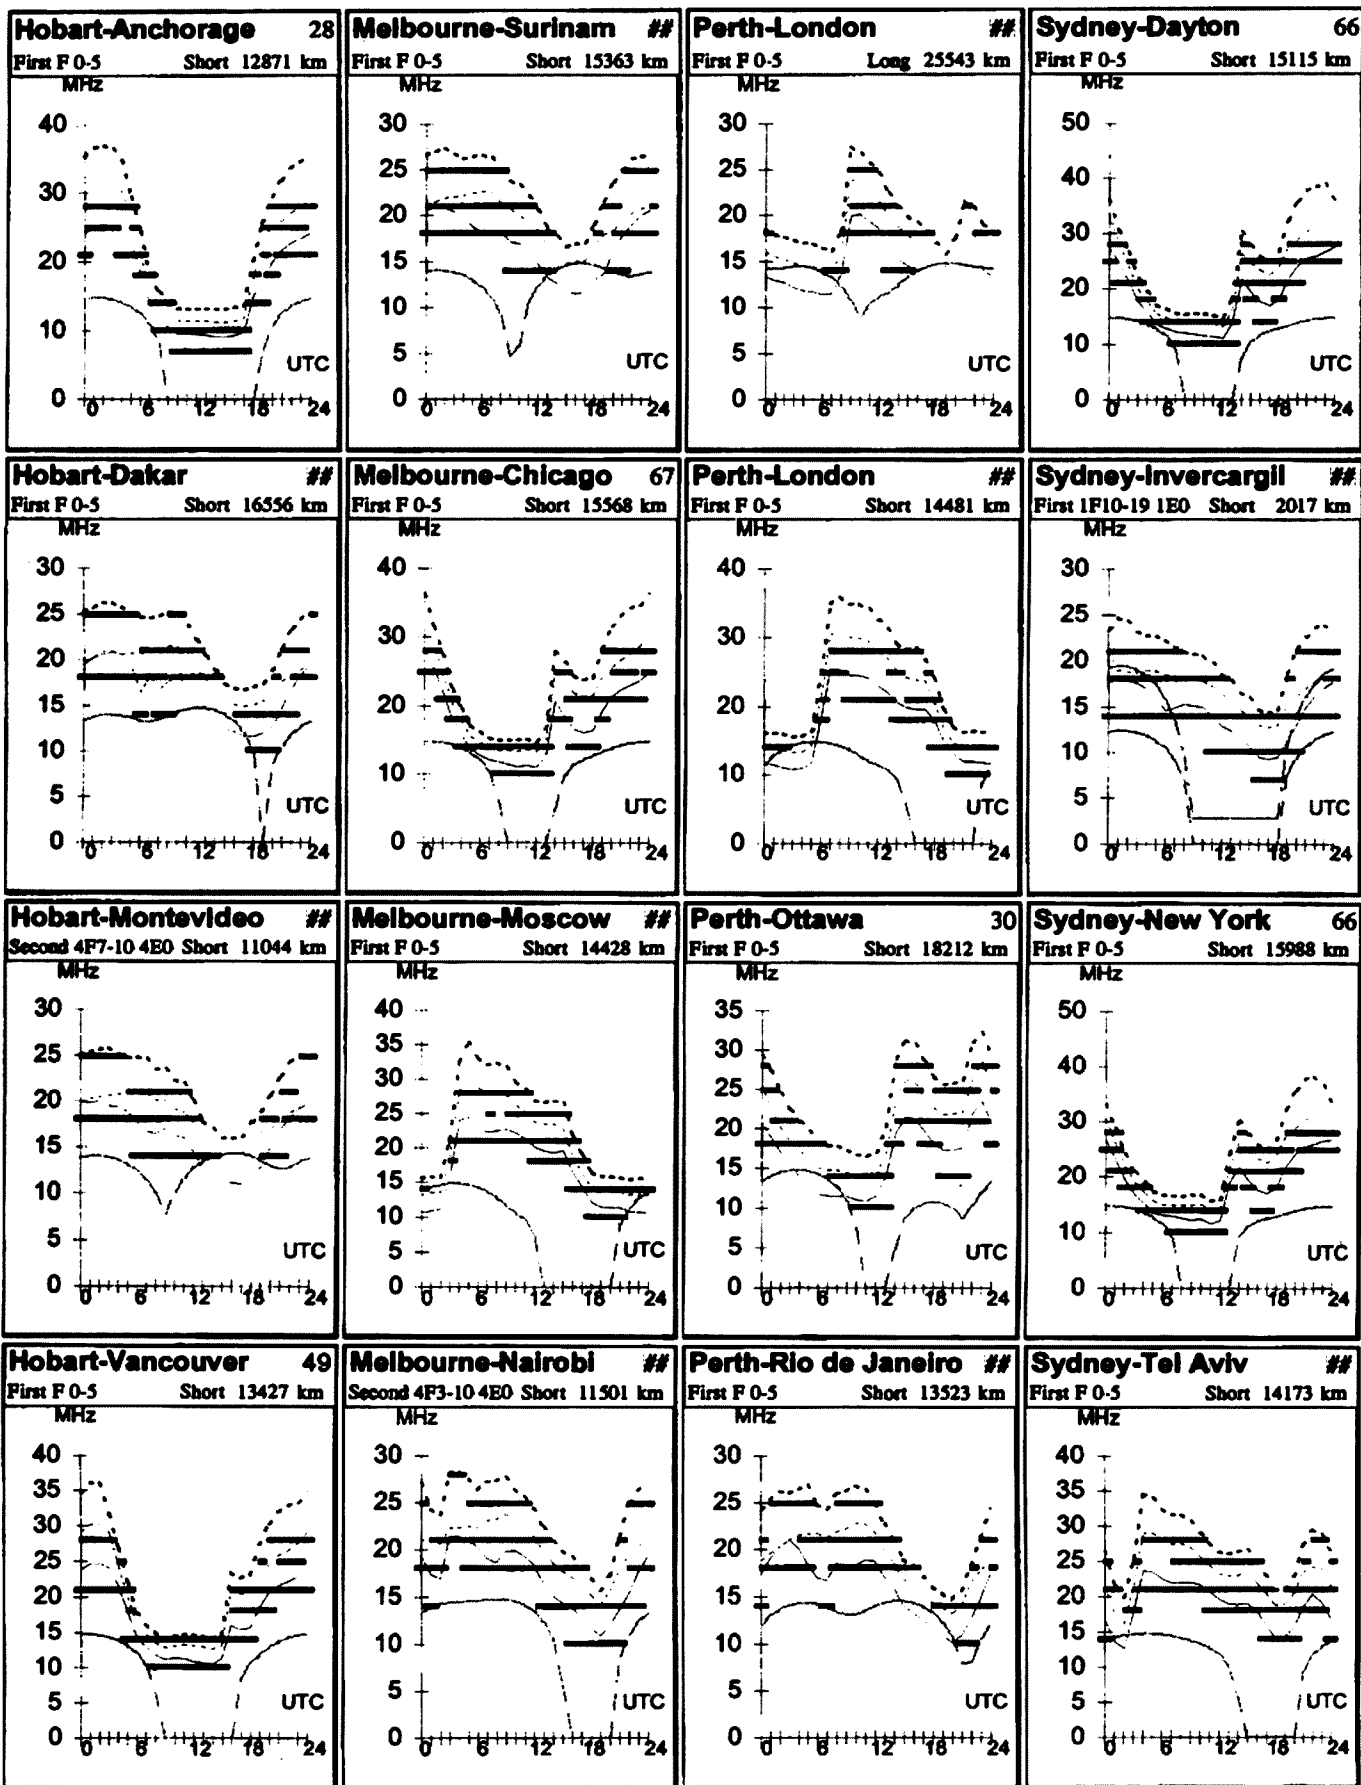 Hobart-Anchorage 28
First F 0-5 Short 12871 km
MHz
40
30
20
10
0
UTC
0 6 12 18 24
Melbourne-Surinam ##
First F 0-5 Short 15363 km
MHz
30
25
20
15
10
5
0
UTC
0 6 12 18 24
Perth-London ##
First F 0-5 Long 25543 km
MHz
30
25
20
15
10
5
0
UTC
0 6 12 18 24
Sydney-Dayton 66
First F 0-5 Short 15115 km
MHz
50
40
30
20
10
0
UTC
0 6 12 18 24
Hobart-Dakar ##
First F 0-5 Short 16556 km
MHz
30
25
20
15
10
5
0
UTC
0 6 12 18 24
Melbourne-Chicago 67
First F 0-5 Short 15568 km
MHz
40
30
20
10
0
UTC
0 6 12 18 24
Perth-London ##
First F 0-5 Short 14481 km
MHz
40
30
20
10
0
UTC
0 6 12 18 24
Sydney-Invercargil ##
First 1F10-19 1E0 Short 2017 km
MHz
30
25
20
15
10
5
0
UTC
0 6 12 18 24
Hobart-Montevideo ##
Second 4F7-10 4E0 Short 11044 km
MHz
30
25
20
15
10
5
0
UTC
0 6 12 18 24
Melbourne-Moscow ##
First F 0-5 Short 14428 km
MHz
40
35
30
25
20
15
10
5
0
UTC
0 6 12 18 24
Perth-Ottawa 30
First F 0-5 Short 18212 km
MHz
35
30
25
20
15
10
5
0
UTC
0 6 12 18 24
Sydney-New York 66
First F 0-5 Short 15988 km
MHz
50
40
30
20
10
0
UTC
0 6 12 18 24
Hobart-Vancouver 49
First F 0-5 Short 13427 km
MHz
40
35
30
25
20
15
10
5
0
UTC
0 6 12 18 24
Melbourne-Nairobi ##
Second 4F3-10 4E0 Short 11501 km
MHz
30
25
20
15
10
5
0
UTC
0 6 12 18 24
Perth-Rio de Janeiro ##
First F 0-5 Short 13523 km
MHz
30
25
20
15
10
5
0
UTC
0 6 12 18 24
Sydney-Tel Aviv ##
First F 0-5 Short 14173 km
MHz
40
35
30
25
20
15
10
5
0
UTC
0 6 12 18 24